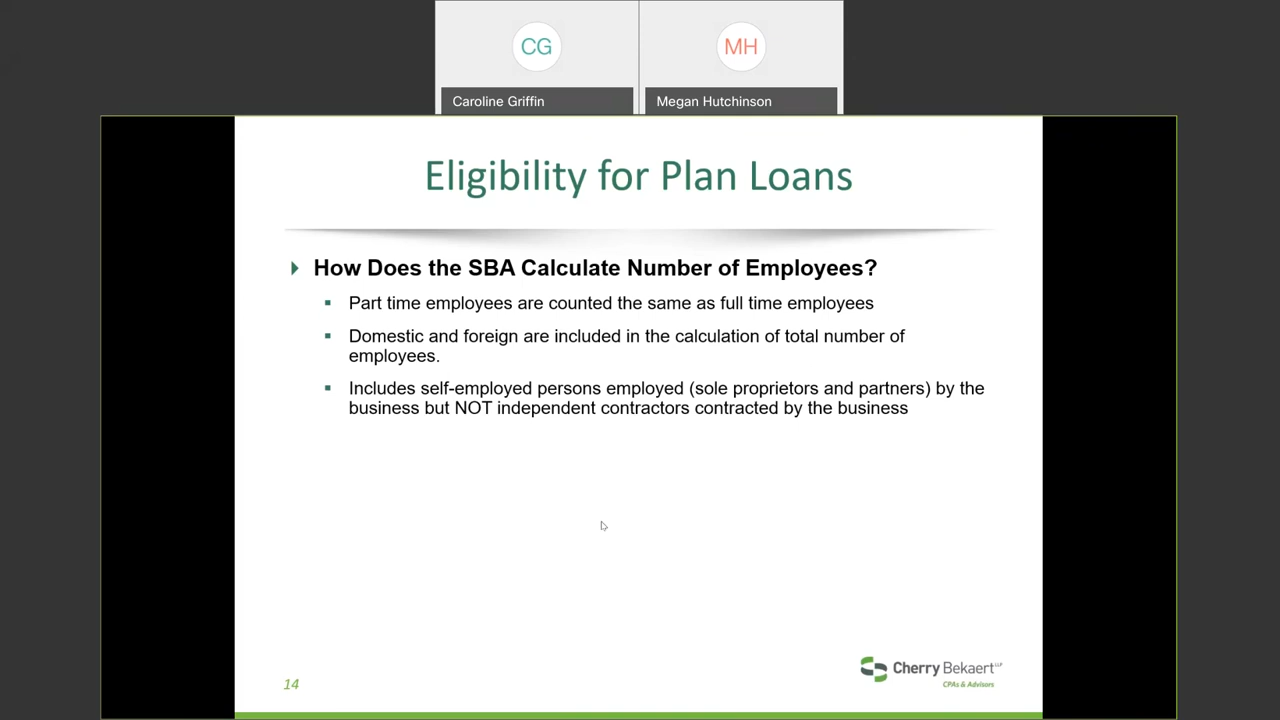 CG
MH
Caroline Griffin
Megan Hutchinson
Eligibility for Plan Loans
How Does the SBA Calculate Number of Employees?
Part time employees are counted the same as full time employees
Domestic and foreign are included in the calculation of total number of
employees.
Includes self-employed persons employed (sole proprietors and partners) by the
business but NOT independent contractors contracted by the business
14
Cherry Bekaert LLP
CPAs & Advisors